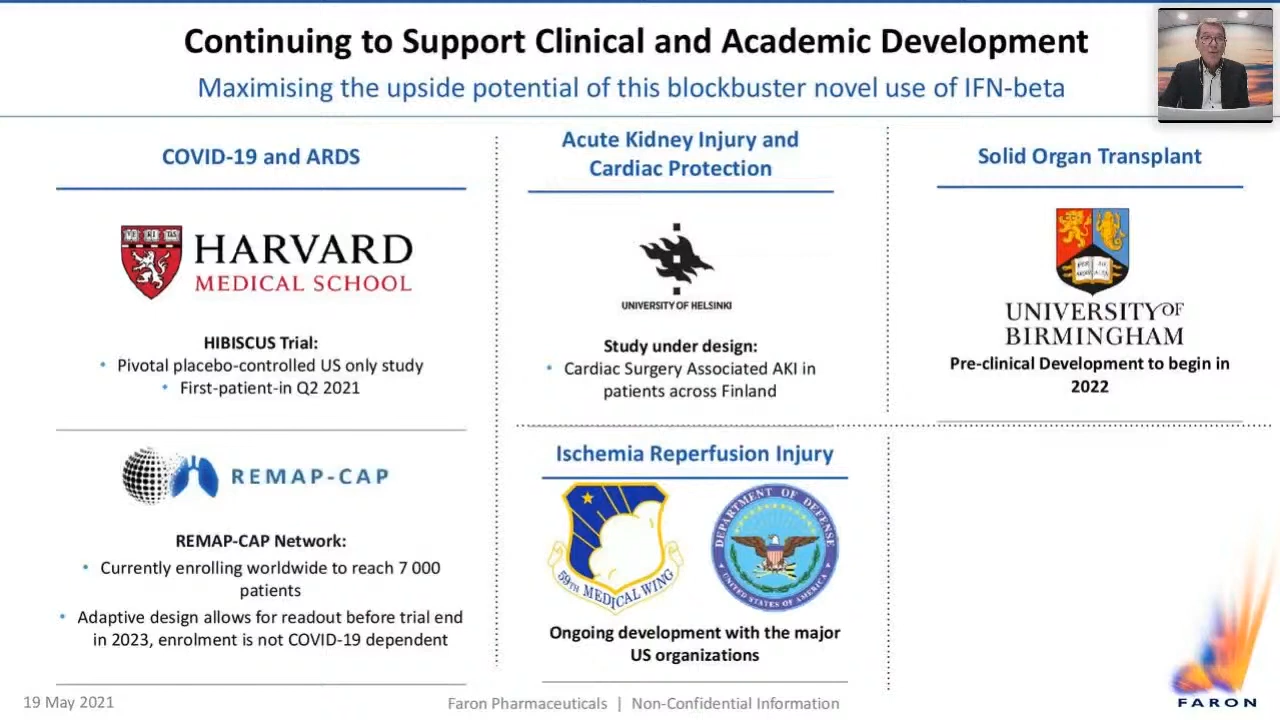 Continuing to Support Clinical and Academic Development
Maximising the upside potential of this blockbuster novel use of IFN-beta
COVID-19 and ARDS
HARVARD
MEDICAL SCHOOL
HIBISCUS Trial:
• Pivotal placebo-controlled US only study
• First-patient-in Q2 2021
REMAP-CAP
REMAP-CAP Network:
• Currently enrolling worldwide to reach 7 000
patients
• Adaptive design allows for readout before trial end
in 2023, enrolment is not COVID-19 dependent
Acute Kidney Injury and
Cardiac Protection
UNIVERSITY OF HELSINKI
Study under design:
• Cardiac Surgery Associated AKI in
patients across Finland
Ischemia Reperfusion Injury
59TH MEDICAL WING
DEPARTMENT OF DEFENSE
UNITED STATES OF AMERICA
Ongoing development with the major
US organizations
Solid Organ Transplant
UNIVERSITY OF
BIRMINGHAM
Pre-clinical Development to begin in
2022
19 May 2021
Faron Pharmaceuticals | Non-Confidential Information
FARON